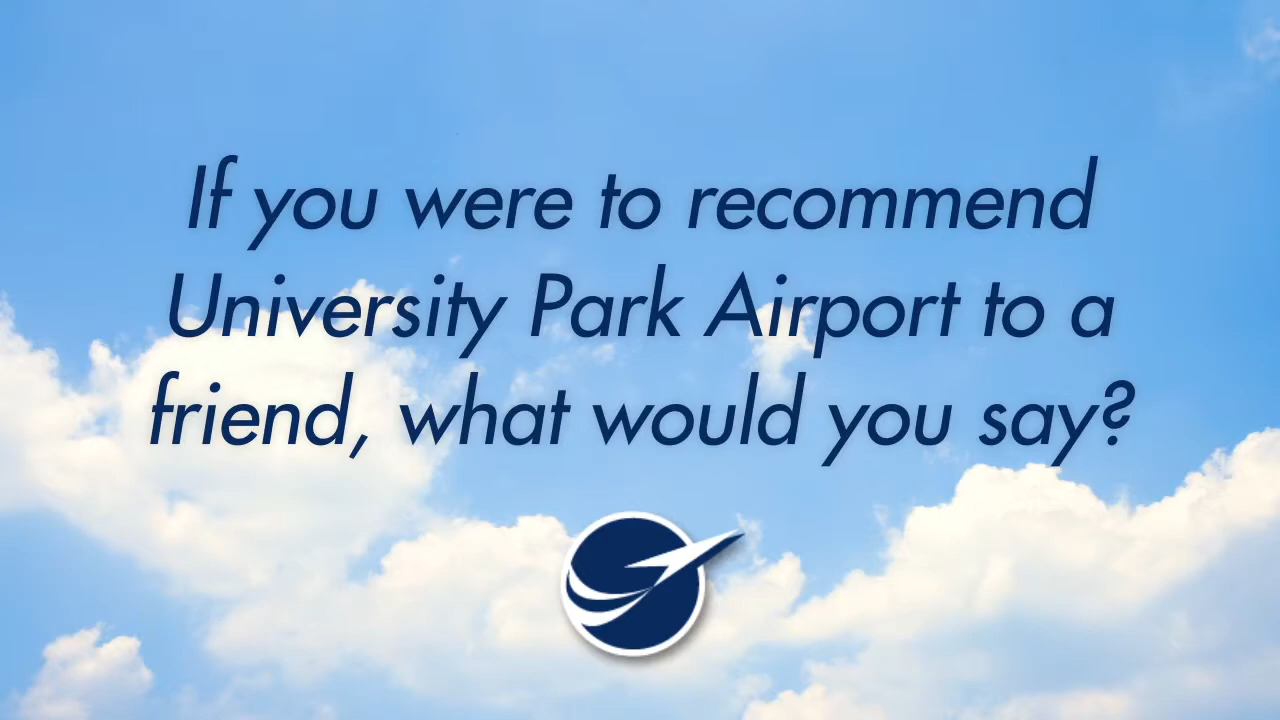 If you were to recommend
University Park Airport to a
friend, what would you say?